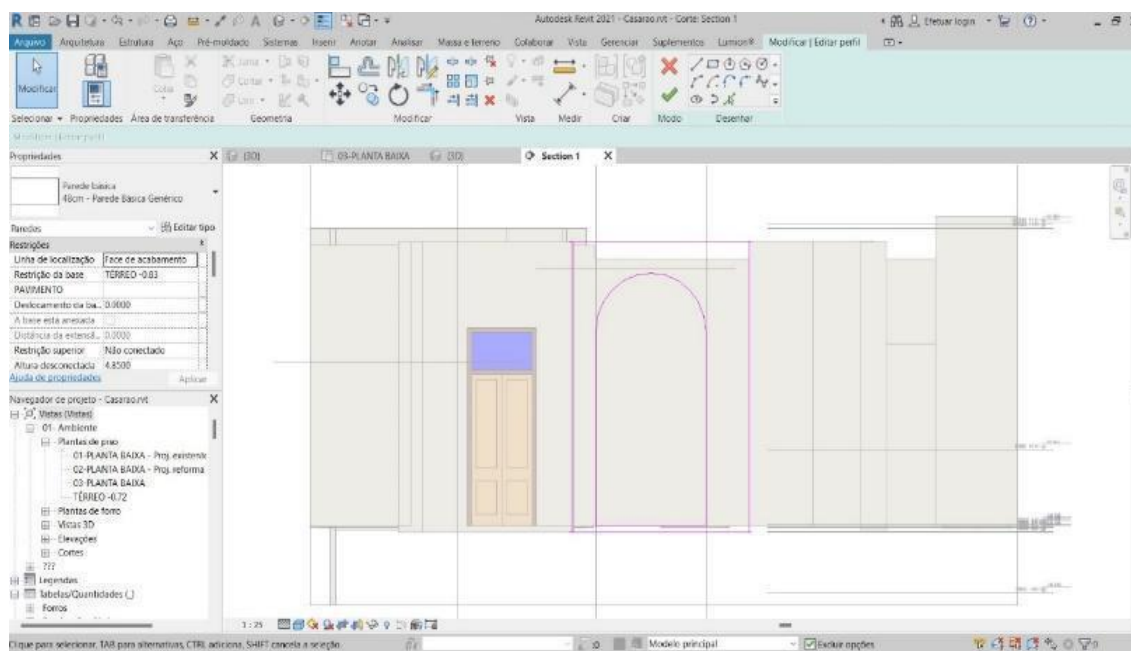 Autodesk Revit 2021 - Casarao.rvt - Corte: Section 1
Efetuar login
Arquivo Arquitetura Estrutura Aço Pré-moldado Sistemas Inserir Anotar Analisar Massa e terreno Colaborar Vista Gerenciar Suplementos Lumion® Modificar | Editar perfil
Modificar
Selecionar Propriedades Área de transferência Geometria Modificar Vista Medir Criar Modo Desenhar
Propriedades X
(3D) 03-PLANTA BAIXA (3D) Section 1 X
Parede básica
48cm - Parede Básica Genérico
Paredes Editar tipo
Restrições
Linha de localização Face de acabamento
Restrição da base TÉRREO -0.83
PAVIMENTO
Deslocamento da ba... 0.0000
A base está anexada
Distância da extensã... 0.0000
Restrição superior Não conectado
Altura desconectada 4.8500
Ajuda de propriedades Aplicar
Navegador de projeto - Casarao.rvt X
Vistas (Vistas)
01- Ambiente
Plantas de piso
01-PLANTA BAIXA - Proj. existente
02-PLANTA BAIXA - Proj. reforma
03-PLANTA BAIXA
TÉRREO -0.72
Plantas de forro
Vistas 3D
Elevações
Cortes
???
Legendas
Tabelas/Quantidades
Forros
1 : 25
Clique para selecionar, TAB para alternativas, CTRL adiciona, SHIFT cancela a seleção.
:0 Modelo principal Excluir opções